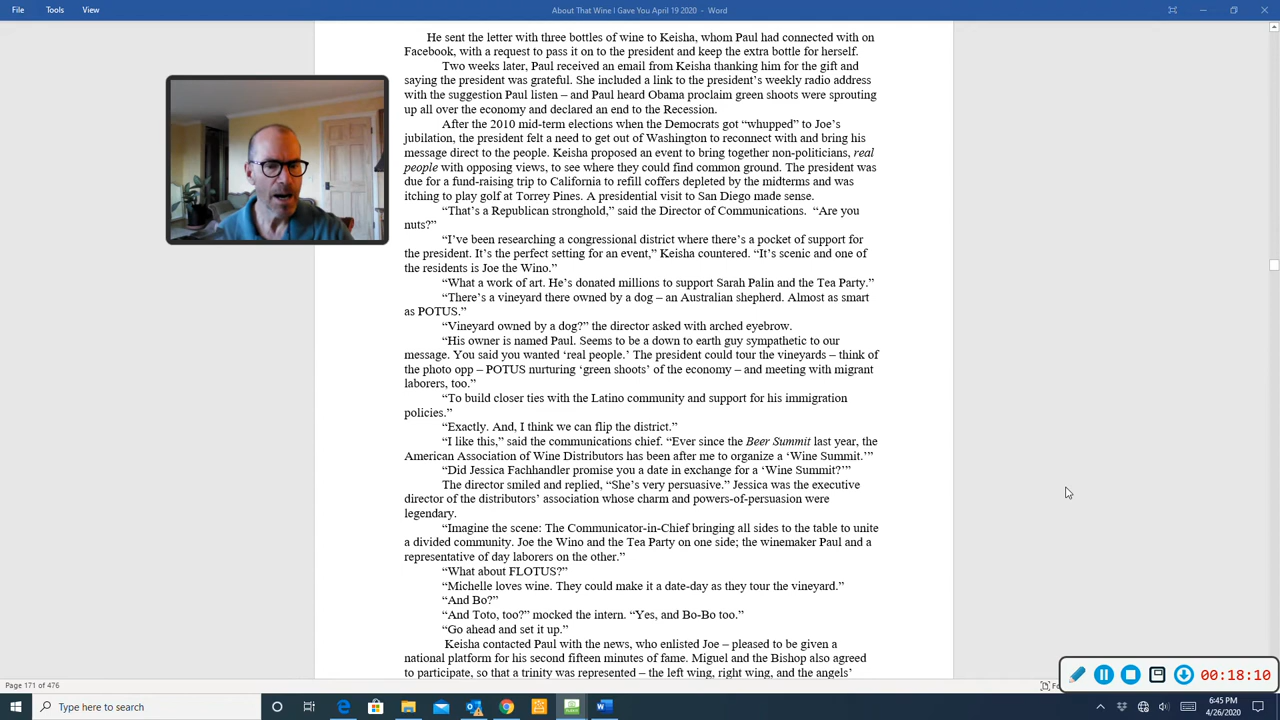 File Tools View About That Wine I Gave You April 19 2020 - Word
He sent the letter with three bottles of wine to Keisha, whom Paul had connected with on
Facebook, with a request to pass it on to the president and keep the extra bottle for herself.
Two weeks later, Paul received an email from Keisha thanking him for the gift and
saying the president was grateful. She included a link to the president’s weekly radio address
with the suggestion Paul listen – and Paul heard Obama proclaim green shoots were sprouting
up all over the economy and declared an end to the Recession.
After the 2010 mid-term elections when the Democrats got “whupped” to Joe’s
jubilation, the president felt a need to get out of Washington to reconnect with and bring his
message direct to the people. Keisha proposed an event to bring together non-politicians, real
people with opposing views, to see where they could find common ground. The president was
due for a fund-raising trip to California to refill coffers depleted by the midterms and was
itching to play golf at Torrey Pines. A presidential visit to San Diego made sense.
“That’s a Republican stronghold,” said the Director of Communications. “Are you
nuts?”
“I’ve been researching a congressional district where there’s a pocket of support for
the president. It’s the perfect setting for an event,” Keisha countered. “It’s scenic and one of
the residents is Joe the Wino.”
“What a work of art. He’s donated millions to support Sarah Palin and the Tea Party.”
“There’s a vineyard there owned by a dog – an Australian shepherd. Almost as smart
as POTUS.”
“Vineyard owned by a dog?” the director asked with arched eyebrow.
“His owner is named Paul. Seems to be a down to earth guy sympathetic to our
message. You said you wanted ‘real people.’ The president could tour the vineyards – think of
the photo opp – POTUS nurturing ‘green shoots’ of the economy – and meeting with migrant
laborers, too.”
“To build closer ties with the Latino community and support for his immigration
policies.”
“Exactly. And, I think we can flip the district.”
“I like this,” said the communications chief. “Ever since the Beer Summit last year, the
American Association of Wine Distributors has been after me to organize a ‘Wine Summit.’”
“Did Jessica Fachhandler promise you a date in exchange for a ‘Wine Summit?’”
The director smiled and replied, “She’s very persuasive.” Jessica was the executive
director of the distributors’ association whose charm and powers-of-persuasion were
legendary.
“Imagine the scene: The Communicator-in-Chief bringing all sides to the table to unite
a divided community. Joe the Wino and the Tea Party on one side; the winemaker Paul and a
representative of day laborers on the other.”
“What about FLOTUS?”
“Michelle loves wine. They could make it a date-day as they tour the vineyard.”
“And Bo?”
“And Toto, too?” mocked the intern. “Yes, and Bo-Bo too.”
“Go ahead and set it up.”
Keisha contacted Paul with the news, who enlisted Joe – pleased to be given a
national platform for his second fifteen minutes of fame. Miguel and the Bishop also agreed
to participate, so that a trinity was represented – the left wing, right wing, and the angels’
00:18:10
Page 171 of 476
Type here to search
6:45 PM
4/26/2020